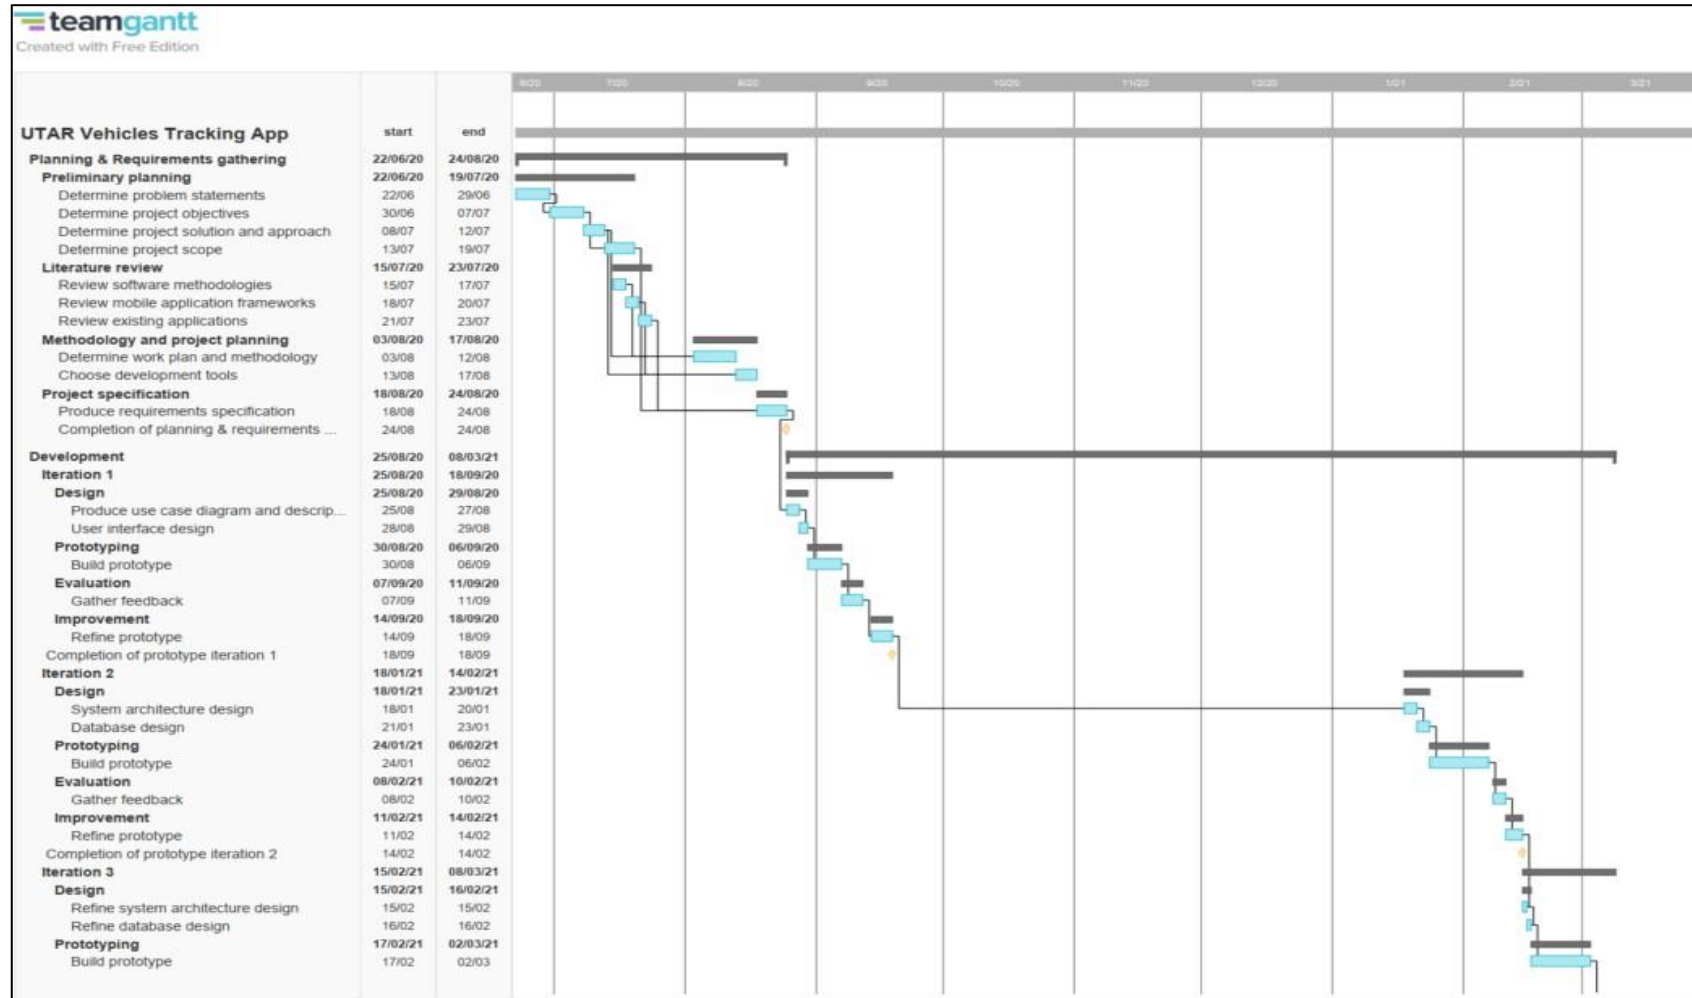 teamgantt
Created with Free Edition
6/20 7/20 8/20 9/20 10/20 11/20 12/20 1/21 2/21 3/21
UTAR Vehicles Tracking App start end
Planning & Requirements gathering 22/06/20 24/08/20
Preliminary planning 22/06/20 19/07/20
Determine problem statements 22/06 29/06
Determine project objectives 30/06 07/07
Determine project solution and approach 08/07 12/07
Determine project scope 13/07 19/07
Literature review 15/07/20 23/07/20
Review software methodologies 15/07 17/07
Review mobile application frameworks 18/07 20/07
Review existing applications 21/07 23/07
Methodology and project planning 03/08/20 17/08/20
Determine work plan and methodology 03/08 12/08
Choose development tools 13/08 17/08
Project specification 18/08/20 24/08/20
Produce requirements specification 18/08 24/08
Completion of planning & requirements ... 24/08 24/08
Development 25/08/20 08/03/21
Iteration 1 25/08/20 18/09/20
Design 25/08/20 29/08/20
Produce use case diagram and descrip... 25/08 27/08
User interface design 28/08 29/08
Prototyping 30/08/20 06/09/20
Build prototype 30/08 06/09
Evaluation 07/09/20 11/09/20
Gather feedback 07/09 11/09
Improvement 14/09/20 18/09/20
Refine prototype 14/09 18/09
Completion of prototype iteration 1 18/09 18/09
Iteration 2 18/01/21 14/02/21
Design 18/01/21 23/01/21
System architecture design 18/01 20/01
Database design 21/01 23/01
Prototyping 24/01/21 06/02/21
Build prototype 24/01 06/02
Evaluation 08/02/21 10/02/21
Gather feedback 08/02 10/02
Improvement 11/02/21 14/02/21
Refine prototype 11/02 14/02
Completion of prototype iteration 2 14/02 14/02
Iteration 3 15/02/21 08/03/21
Design 15/02/21 16/02/21
Refine system architecture design 15/02 15/02
Refine database design 16/02 16/02
Prototyping 17/02/21 02/03/21
Build prototype 17/02 02/03